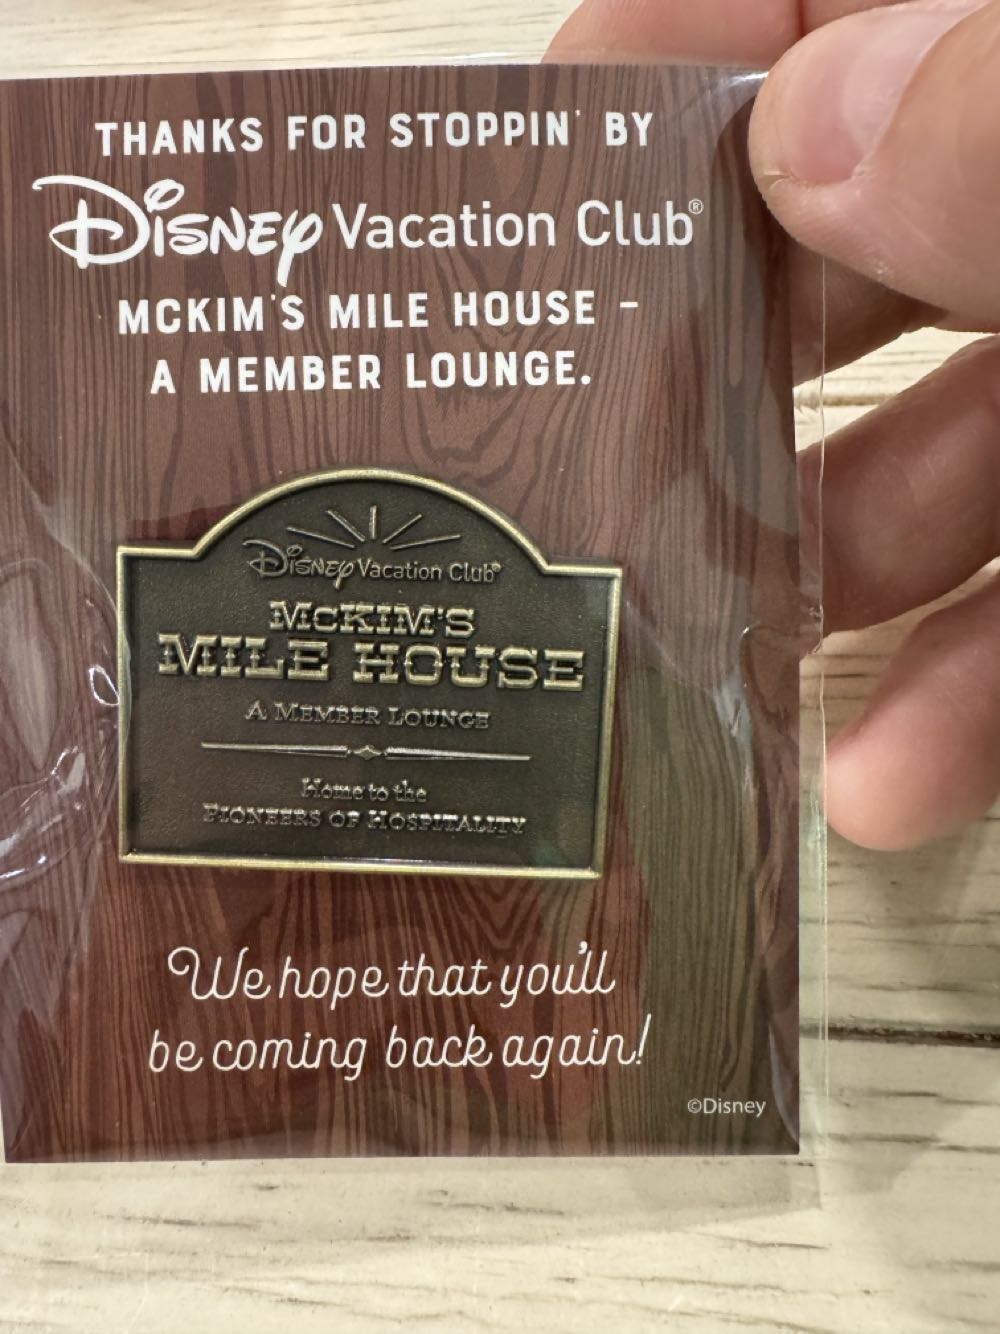 THANKS FOR STOPPIN' BY
Disney Vacation Club®
MCKIM'S MILE HOUSE –
A MEMBER LOUNGE.
Disney Vacation Club®
McKIM'S
MILE HOUSE
A MEMBER LOUNGE
Home to the
PIONEERS OF HOSPITALITY
We hope that you'll
be coming back again!
©Disney